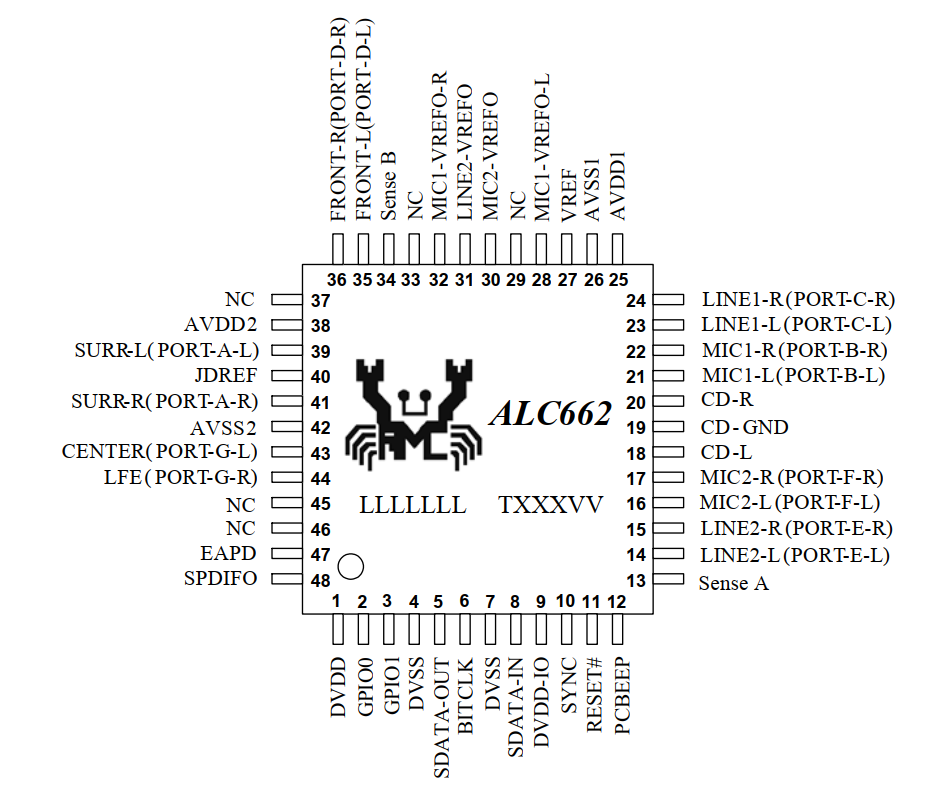 FRONT-R(PORT-D-R)
FRONT-L(PORT-D-L)
Sense B
NC
MIC1-VREFO-R
LINE2-VREFO
MIC2-VREFO
NC
MIC1-VREFO-L
VREF
AVSS1
AVDD1
36 35 34 33 32 31 30 29 28 27 26 25
NC 37
AVDD2 38
SURR-L(PORT-A-L) 39
JDREF 40
SURR-R(PORT-A-R) 41
AVSS2 42
CENTER(PORT-G-L) 43
LFE(PORT-G-R) 44
NC 45
NC 46
EAPD 47
SPDIFO 48
ALC662
LLLLLLL TXXXVV
24 LINE1-R(PORT-C-R)
23 LINE1-L(PORT-C-L)
22 MIC1-R(PORT-B-R)
21 MIC1-L(PORT-B-L)
20 CD-R
19 CD-GND
18 CD-L
17 MIC2-R(PORT-F-R)
16 MIC2-L(PORT-F-L)
15 LINE2-R(PORT-E-R)
14 LINE2-L(PORT-E-L)
13 Sense A
1 2 3 4 5 6 7 8 9 10 11 12
DVDD
GPIO0
GPIO1
DVSS
SDATA-OUT
BITCLK
DVSS
SDATA-IN
DVDD-IO
SYNC
RESET#
PCBEEP